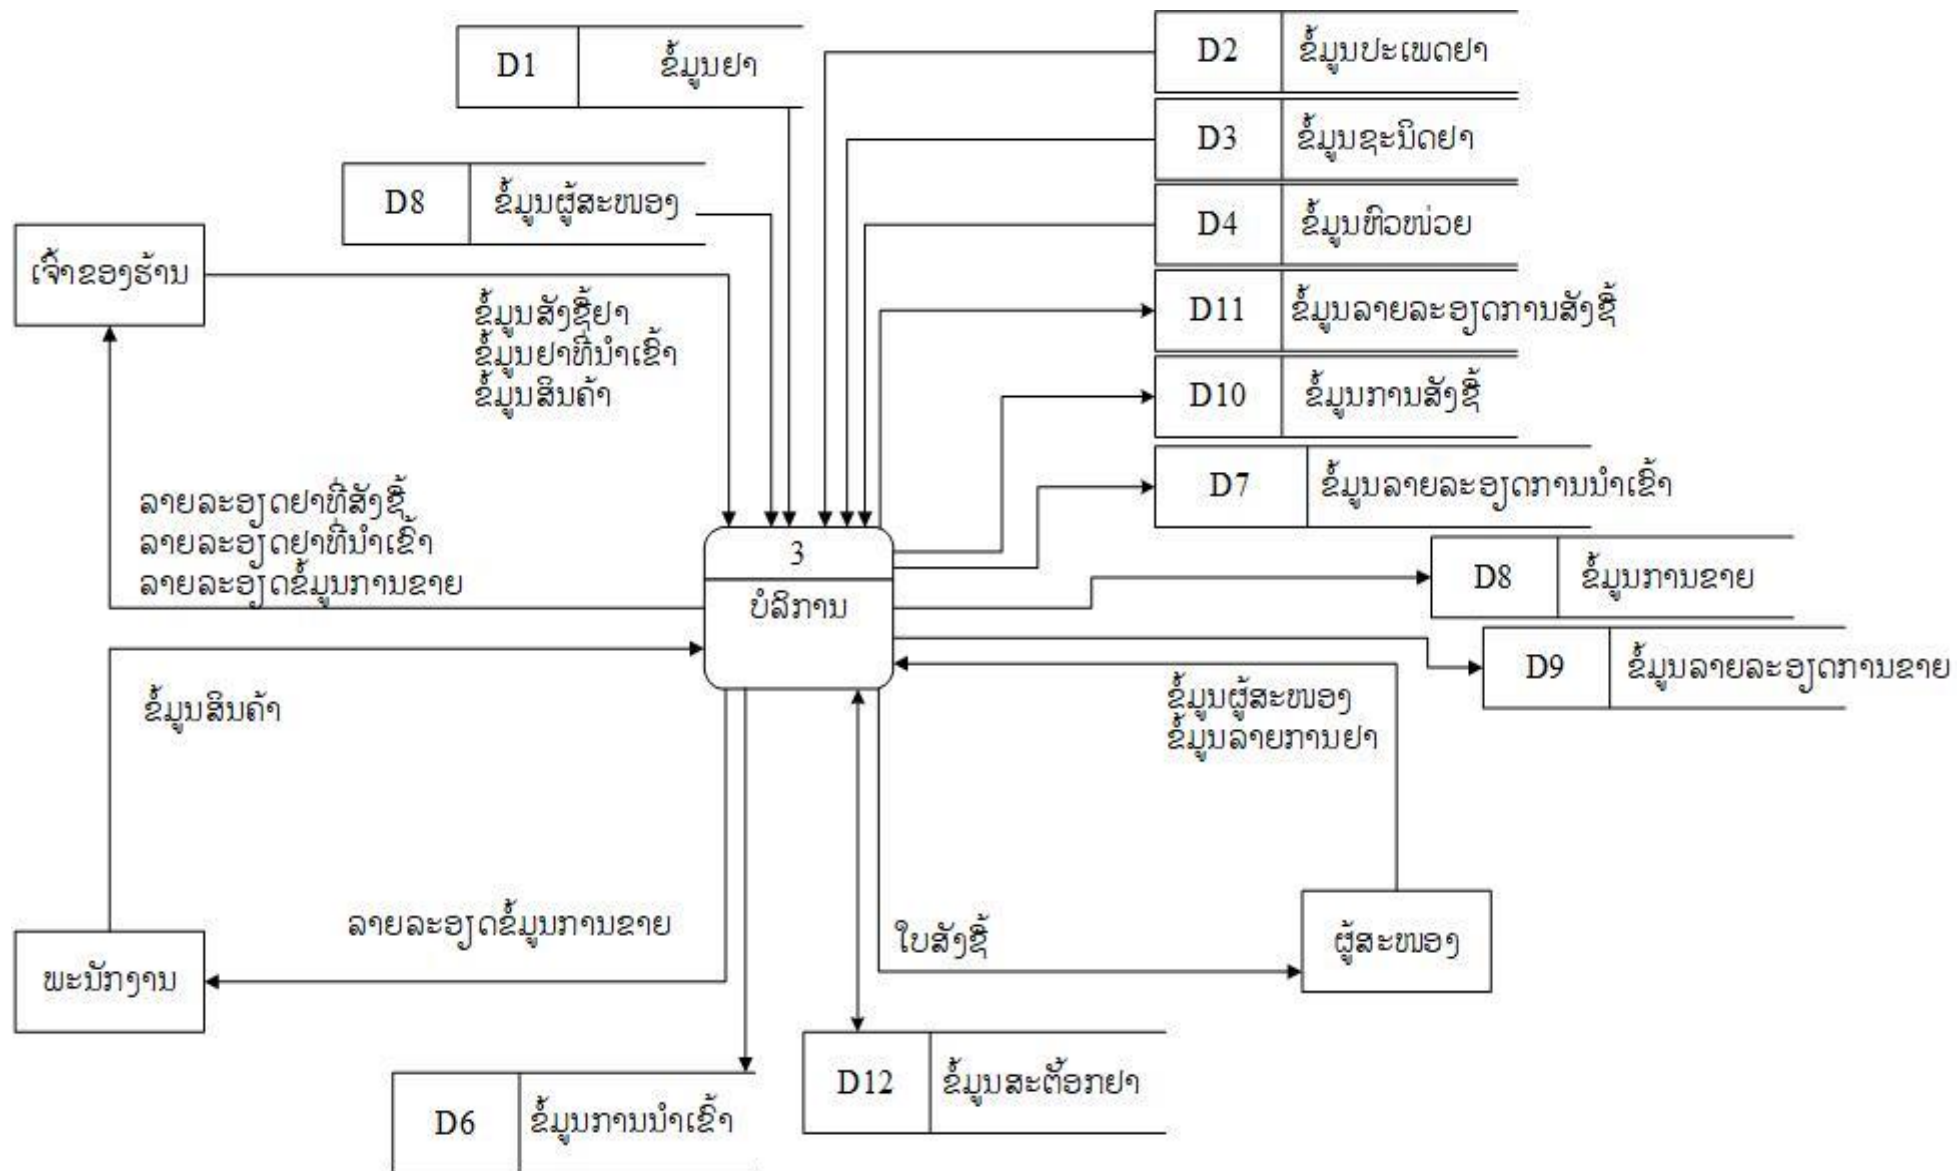 D1 ຂໍ້ມູນຢາ
D2 ຂໍ້ມູນປະເພດຢາ
D3 ຂໍ້ມູນຊະນິດຢາ
D8 ຂໍ້ມູນຜູ້ສະໜອງ
D4 ຂໍ້ມູນຫົວໜ່ວຍ
ເຈົ້າຂອງຮ້ານ
D11 ຂໍ້ມູນລາຍລະອຽດການສັ່ງຊື້
ຂໍ້ມູນສັ່ງຊື້ຢາ
ຂໍ້ມູນຢາທີ່ນຳເຂົ້າ
ຂໍ້ມູນສິນຄ້າ
D10 ຂໍ້ມູນການສັ່ງຊື້
D7 ຂໍ້ມູນລາຍລະອຽດການນຳເຂົ້າ
ລາຍລະອຽດຢາທີ່ສັ່ງຊື້
ລາຍລະອຽດຢາທີ່ນຳເຂົ້າ
ລາຍລະອຽດຂໍ້ມູນການຂາຍ
3
ບໍລິການ
D8 ຂໍ້ມູນການຂາຍ
D9 ຂໍ້ມູນລາຍລະອຽດການຂາຍ
ຂໍ້ມູນສິນຄ້າ
ຂໍ້ມູນຜູ້ສະໜອງ
ຂໍ້ມູນລາຍການຢາ
ລາຍລະອຽດຂໍ້ມູນການຂາຍ
ໃບສັ່ງຊື້
ຜູ້ສະໜອງ
ພະນັກງານ
D12 ຂໍ້ມູນສະຕ໊ອກຢາ
D6 ຂໍ້ມູນການນຳເຂົ້າ